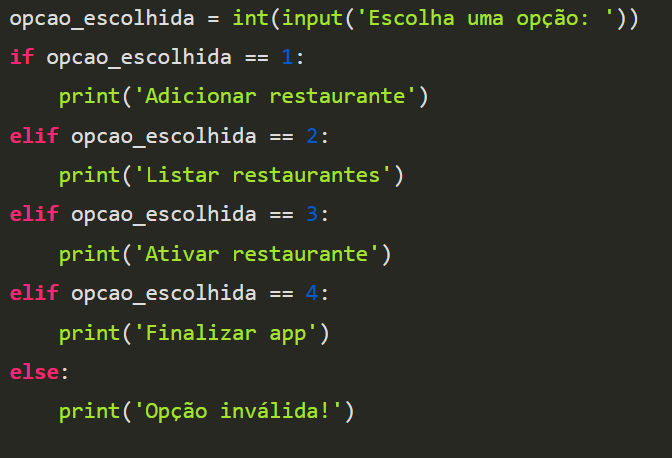 opcao_escolhida = int(input('Escolha uma opção: '))
if opcao_escolhida == 1:
    print('Adicionar restaurante')
elif opcao_escolhida == 2:
    print('Listar restaurantes')
elif opcao_escolhida == 3:
    print('Ativar restaurante')
elif opcao_escolhida == 4:
    print('Finalizar app')
else:
    print('Opção inválida!')